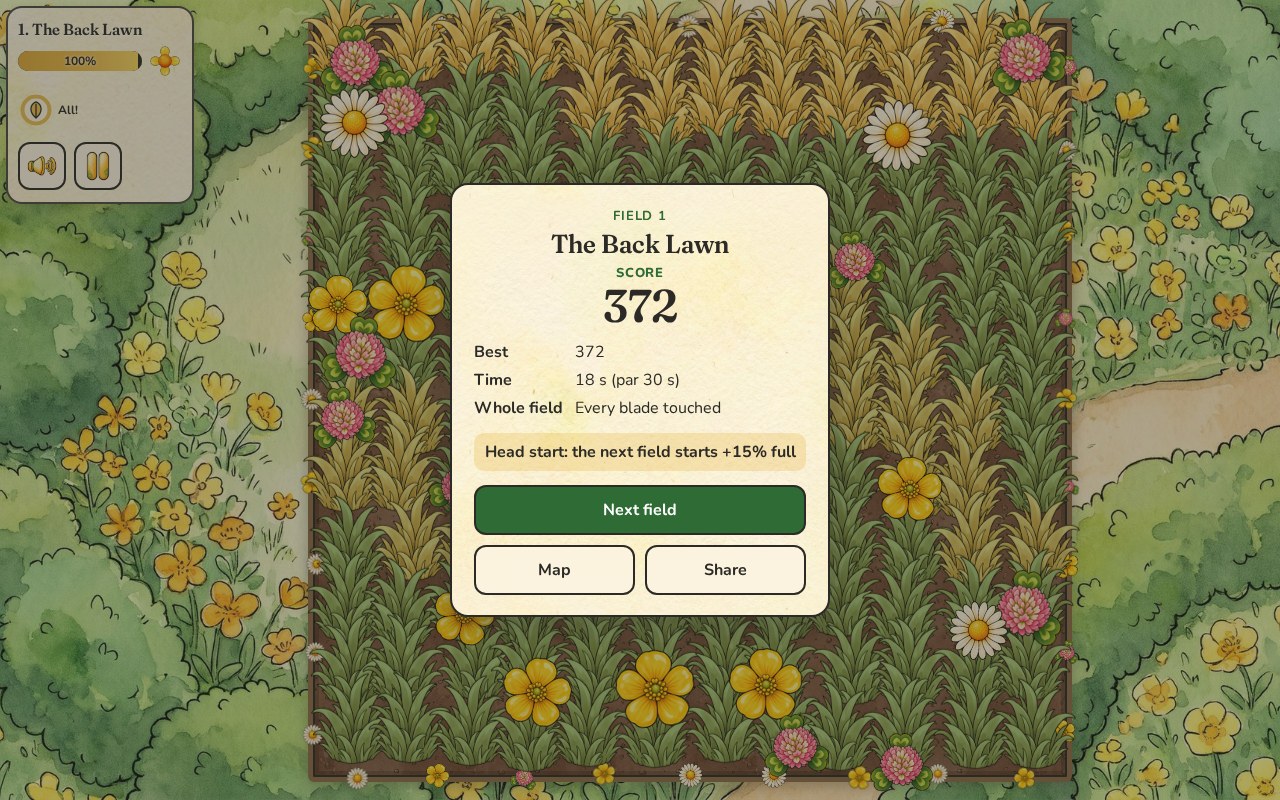 1. The Back Lawn
100%
All!
FIELD 1
The Back Lawn
SCORE
372
Best 372
Time 18 s (par 30 s)
Whole field Every blade touched
Head start: the next field starts +15% full
Next field
Map Share